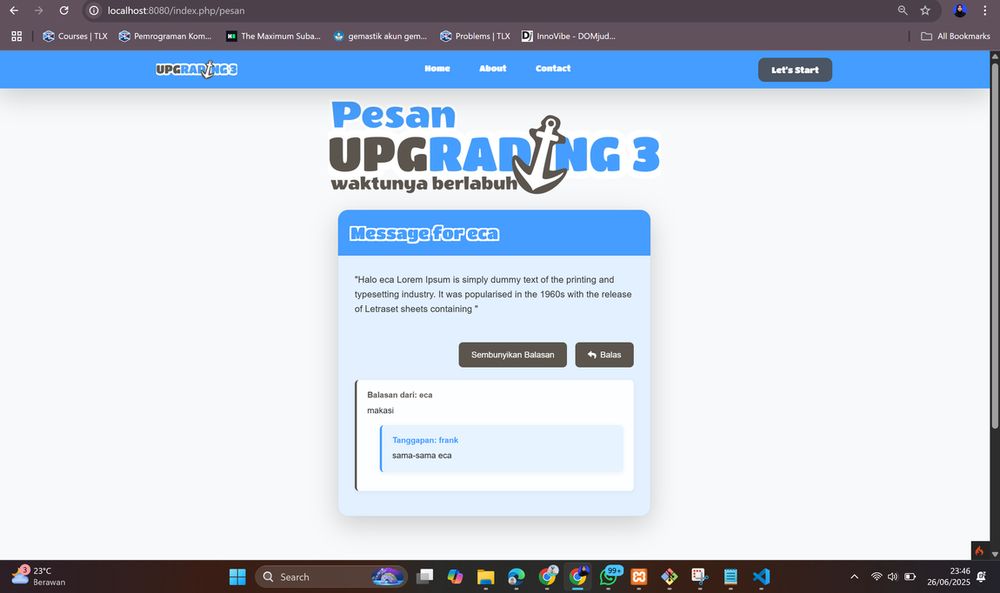 localhost:8080/index.php/pesan
Courses | TLX
Pemrograman Kom...
The Maximum Suba...
gemastik akun gem...
Problems | TLX
InnoVibe - DOMjud...
All Bookmarks
UPGRADING 3
Home
About
Contact
Let's Start
Pesan
UPGRADING 3
waktunya berlabuh
Message for eca
"Halo eca Lorem Ipsum is simply dummy text of the printing and
typesetting industry. It was popularised in the 1960s with the release
of Letraset sheets containing "
Sembunyikan Balasan
Balas
Balasan dari: eca
makasi
Tanggapan: frank
sama-sama eca
3
23°C
Berawan
Search
99+
23:46
26/06/2025